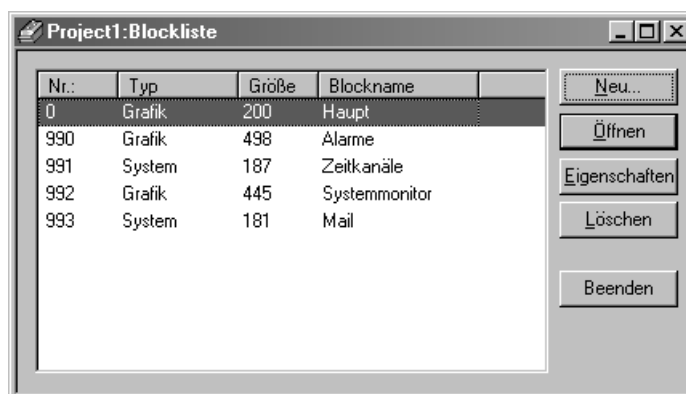 Project1:Blockliste
Nr.: Typ Größe Blockname
0 Grafik 200 Haupt
990 Grafik 498 Alarme
991 System 187 Zeitkanäle
992 Grafik 445 Systemmonitor
993 System 181 Mail
Neu...
Öffnen
Eigenschaften
Löschen
Beenden